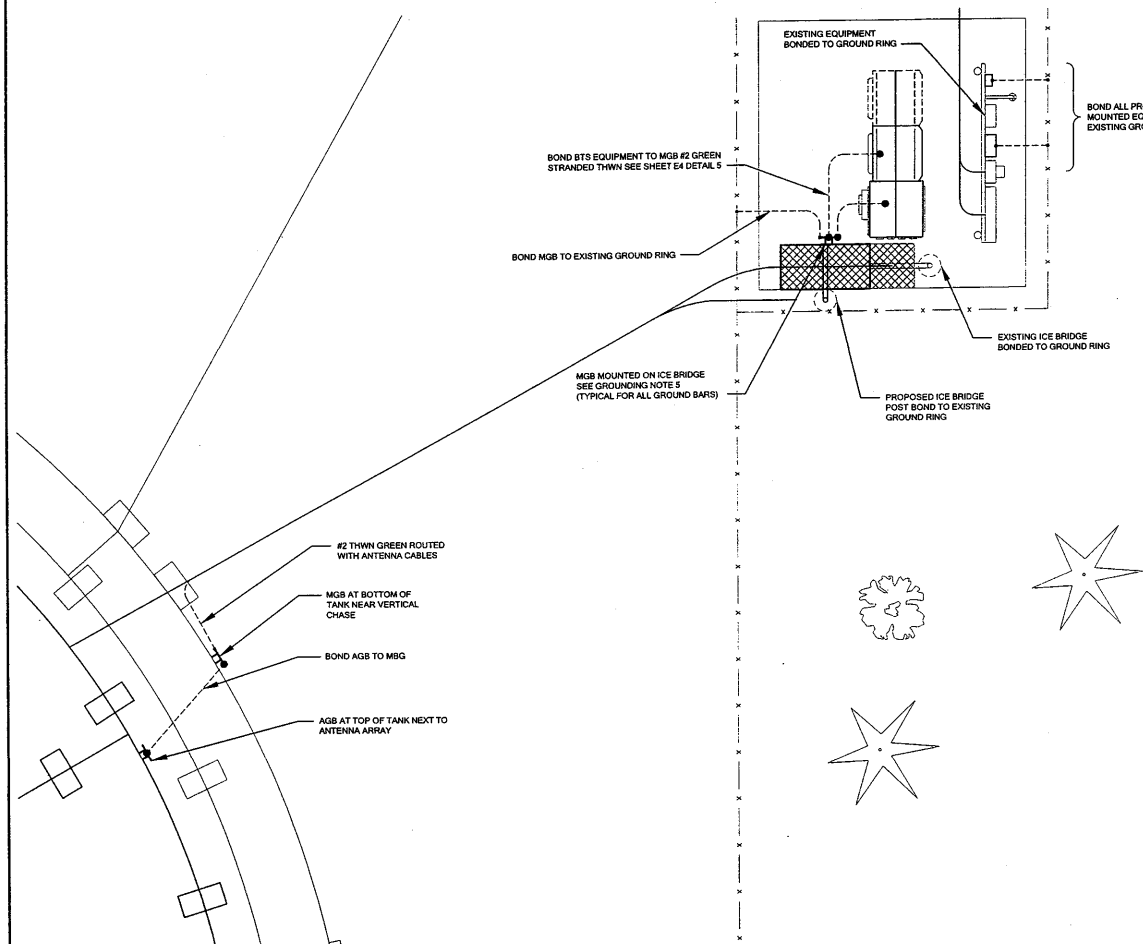 EXISTING EQUIPMENT
BONDED TO GROUND RING
BOND ALL
MOUNTED
EXISTING
BOND BTS EQUIPMENT TO MGB #2 GREEN
STRANDED THWN SEE SHEET E4 DETAIL 5
BOND MGB TO EXISTING GROUND RING
EXISTING ICE BRIDGE
BONDED TO GROUND RING
MGB MOUNTED ON ICE BRIDGE
SEE GROUNDING NOTE 5
(TYPICAL FOR ALL GROUND BARS)
PROPOSED ICE BRIDGE
POST BOND TO EXISTING
GROUND RING
#2 THWN GREEN ROUTED
WITH ANTENNA CABLES
MGB AT BOTTOM OF
TANK NEAR VERTICAL
CHASE
BOND AGB TO MBG
AGB AT TOP OF TANK NEXT TO
ANTENNA ARRAY